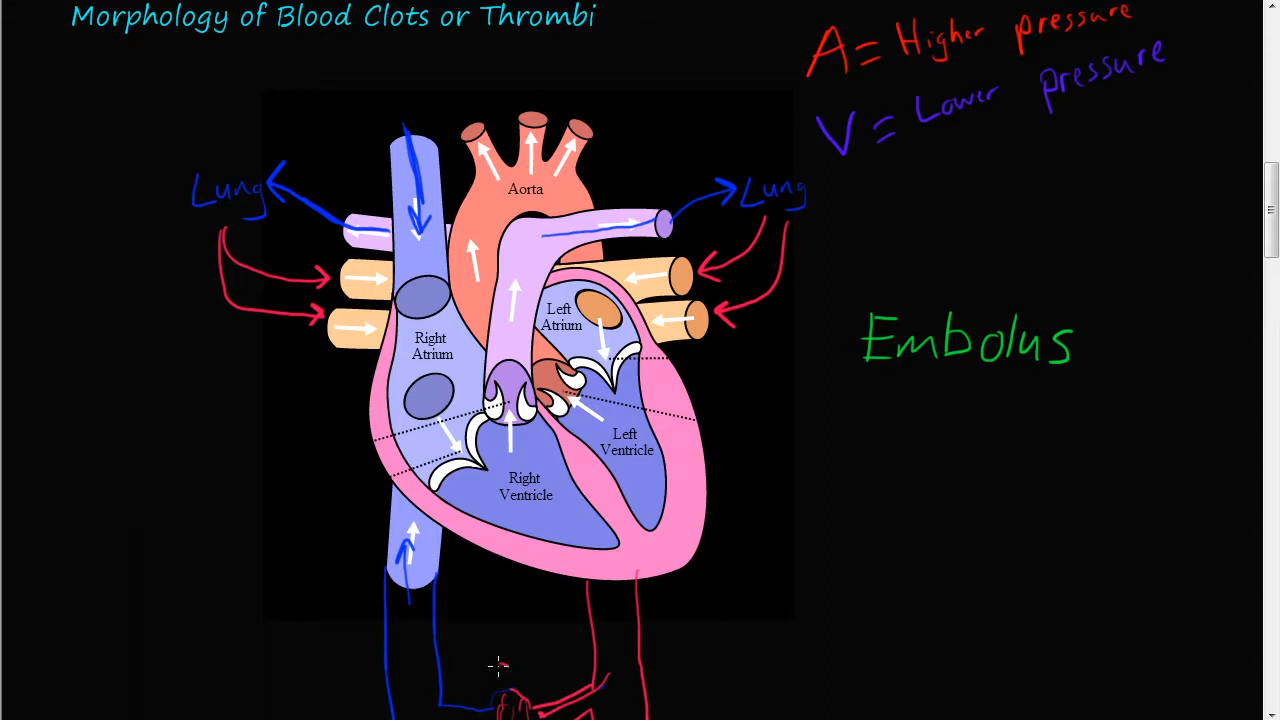 Morphology of Blood Clots or Thrombi
A = Higher pressure
V = Lower pressure
Lung
Lung
Aorta
Left
Atrium
Right
Atrium
Embolus
Left
Ventricle
Right
Ventricle